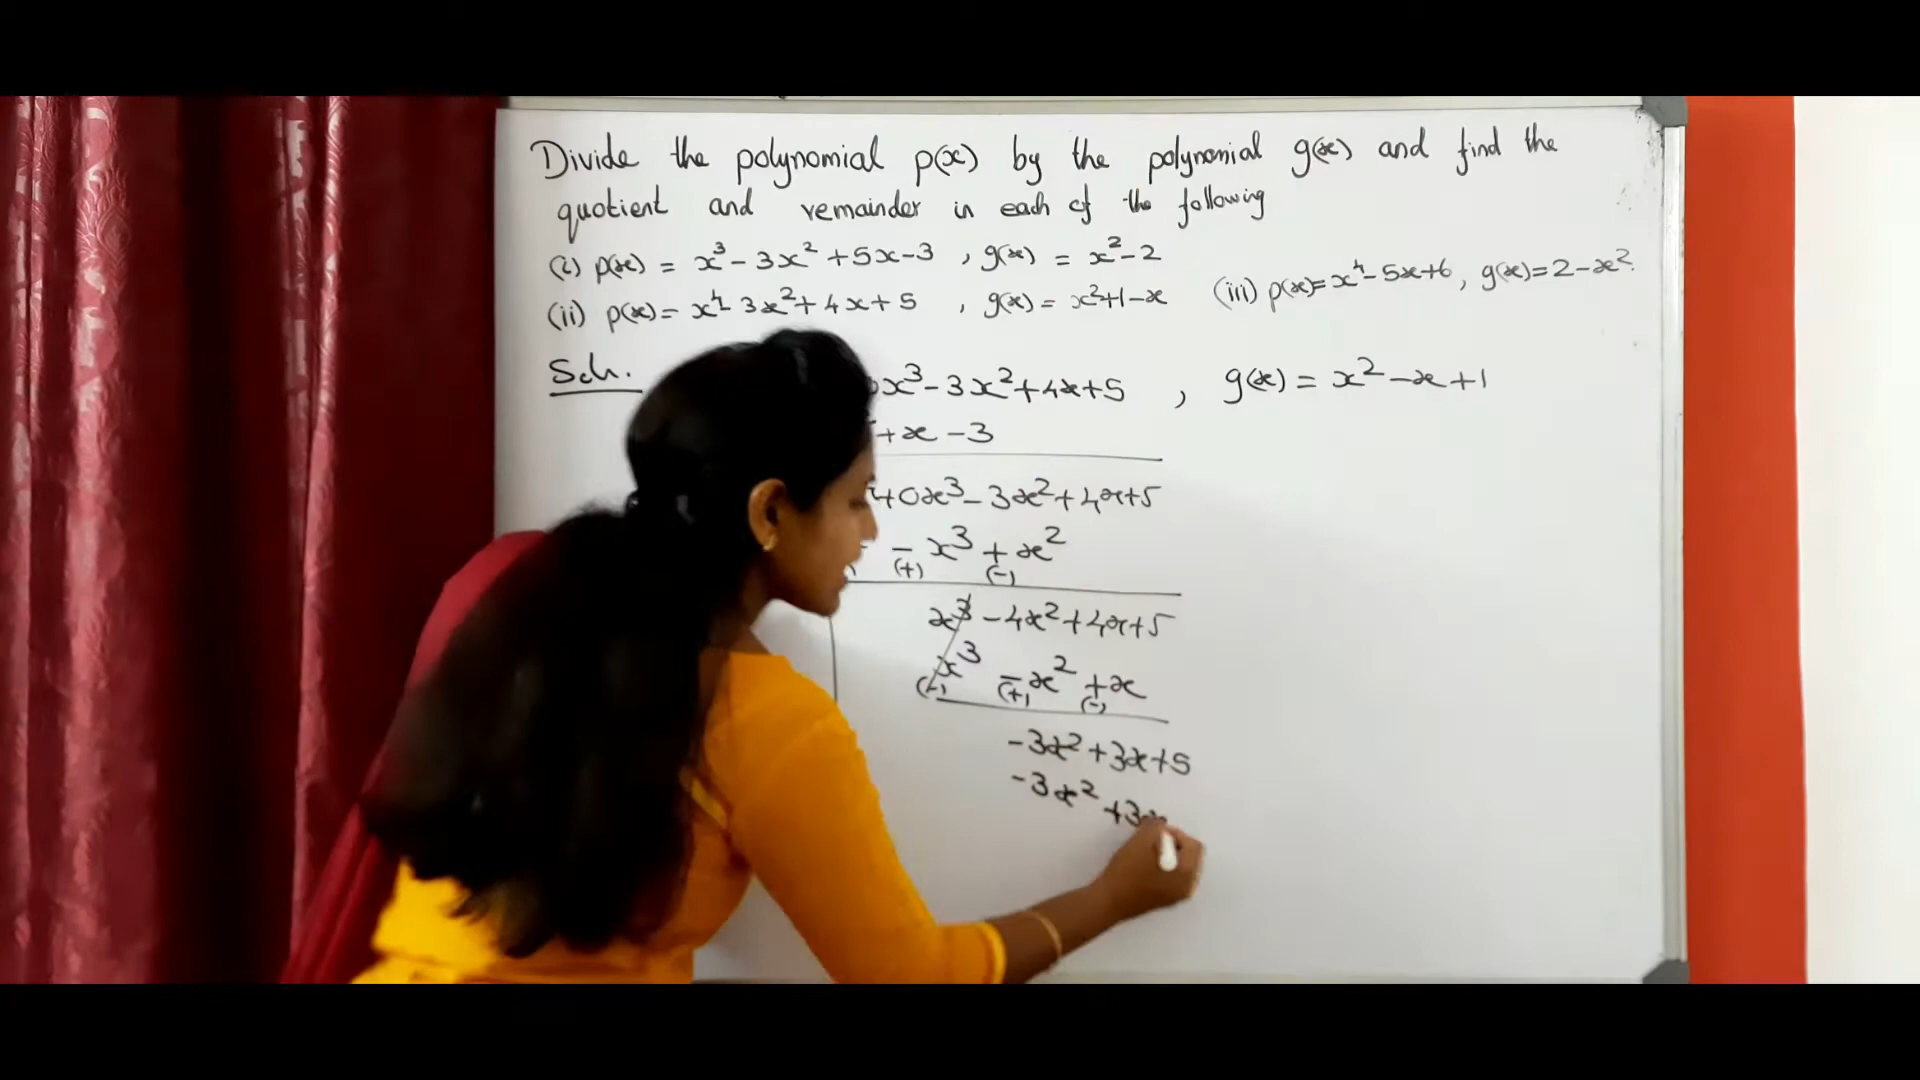 Divide the polynomial p(x) by the polynomial g(x) and find the
quotient and remainder in each of the following
(i) p(x) = x³ - 3x² + 5x - 3 , g(x) = x² - 2
(ii) p(x) = x⁴ - 3x² + 4x + 5 , g(x) = x² + 1 - x
(iii) p(x) = x⁴ - 5x + 6 , g(x) = 2 - x².
Soln.
x³ - 3x² + 4x + 5 , g(x) = x² - x + 1
+ x - 3
+ 0x³ - 3x² + 4x + 5
- x³ + x²
(+) (-)
x³ - 4x² + 4x + 5
x³ - x² + x
(-) (+) (-)
-3x² + 3x + 5
-3x² + 3x